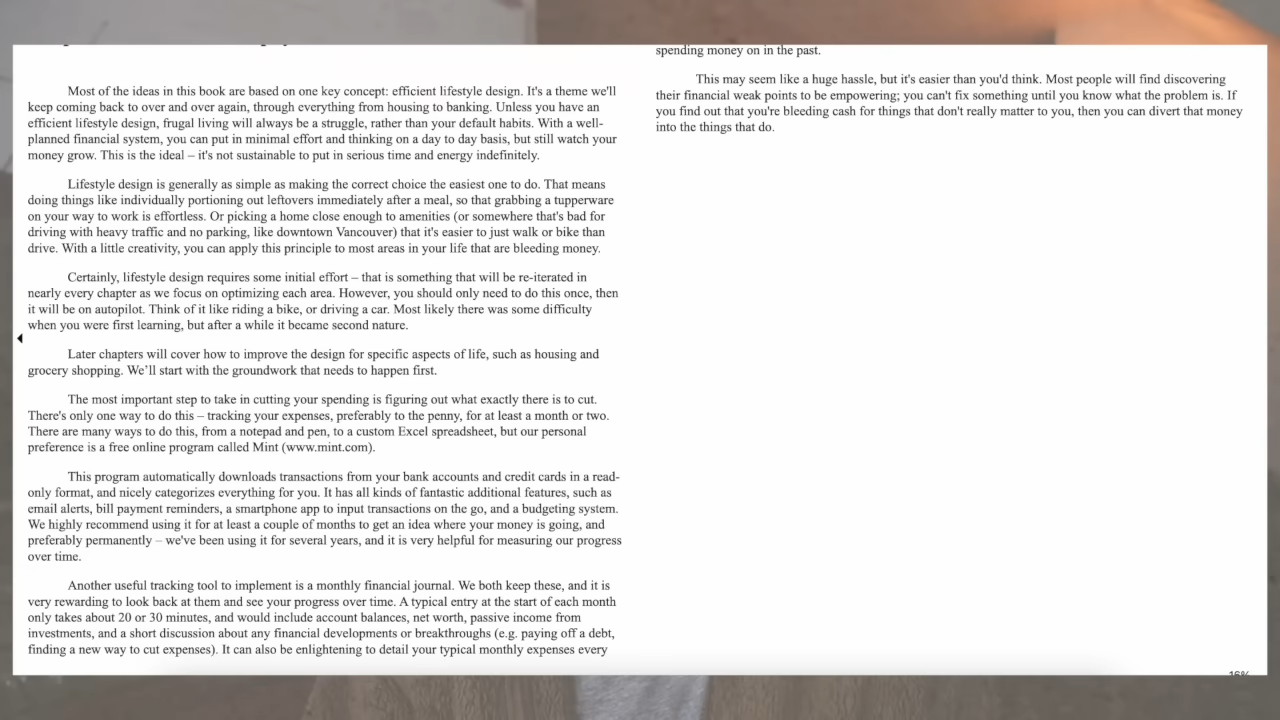 Most of the ideas in this book are based on one key concept: efficient lifestyle design. It's a theme we'll
keep coming back to over and over again, through everything from housing to banking. Unless you have an
efficient lifestyle design, frugal living will always be a struggle, rather than your default habits. With a well-
planned financial system, you can put in minimal effort and thinking on a day to day basis, but still watch your
money grow. This is the ideal – it's not sustainable to put in serious time and energy indefinitely.
Lifestyle design is generally as simple as making the correct choice the easiest one to do. That means
doing things like individually portioning out leftovers immediately after a meal, so that grabbing a tupperware
on your way to work is effortless. Or picking a home close enough to amenities (or somewhere that's bad for
driving with heavy traffic and no parking, like downtown Vancouver) that it's easier to just walk or bike than
drive. With a little creativity, you can apply this principle to most areas in your life that are bleeding money.
Certainly, lifestyle design requires some initial effort – that is something that will be re-iterated in
nearly every chapter as we focus on optimizing each area. However, you should only need to do this once, then
it will be on autopilot. Think of it like riding a bike, or driving a car. Most likely there was some difficulty
when you were first learning, but after a while it became second nature.
Later chapters will cover how to improve the design for specific aspects of life, such as housing and
grocery shopping. We’ll start with the groundwork that needs to happen first.
The most important step to take in cutting your spending is figuring out what exactly there is to cut.
There's only one way to do this – tracking your expenses, preferably to the penny, for at least a month or two.
There are many ways to do this, from a notepad and pen, to a custom Excel spreadsheet, but our personal
preference is a free online program called Mint (www.mint.com).
This program automatically downloads transactions from your bank accounts and credit cards in a read-
only format, and nicely categorizes everything for you. It has all kinds of fantastic additional features, such as
email alerts, bill payment reminders, a smartphone app to input transactions on the go, and a budgeting system.
We highly recommend using it for at least a couple of months to get an idea where your money is going, and
preferably permanently – we've been using it for several years, and it is very helpful for measuring our progress
over time.
Another useful tracking tool to implement is a monthly financial journal. We both keep these, and it is
very rewarding to look back at them and see your progress over time. A typical entry at the start of each month
only takes about 20 or 30 minutes, and would include account balances, net worth, passive income from
investments, and a short discussion about any financial developments or breakthroughs (e.g. paying off a debt,
finding a new way to cut expenses). It can also be enlightening to detail your typical monthly expenses every
spending money on in the past.
This may seem like a huge hassle, but it's easier than you'd think. Most people will find discovering
their financial weak points to be empowering; you can't fix something until you know what the problem is. If
you find out that you're bleeding cash for things that don't really matter to you, then you can divert that money
into the things that do.